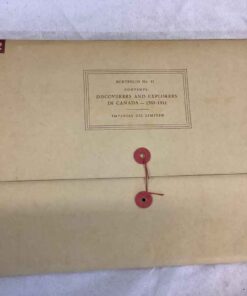 PORTFOLIO No. II
CONTENTS:
DISCOVERERS AND EXPLORERS
IN CANADA — 1763-1911
IMPERIAL OIL LIMITED